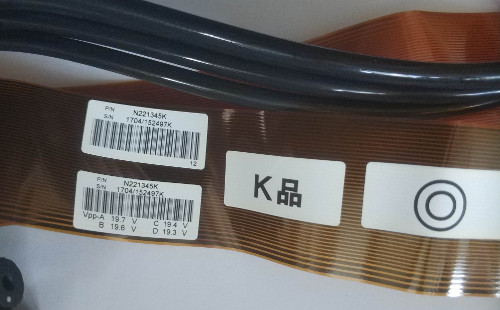 P/N N221345K
S/N 1704/152497K
12
P/N N221345K
S/N 1704/152497K
Vpp-A 19.7 V C 19.4 V
B 19.6 V D 19.3 V
K品
◎